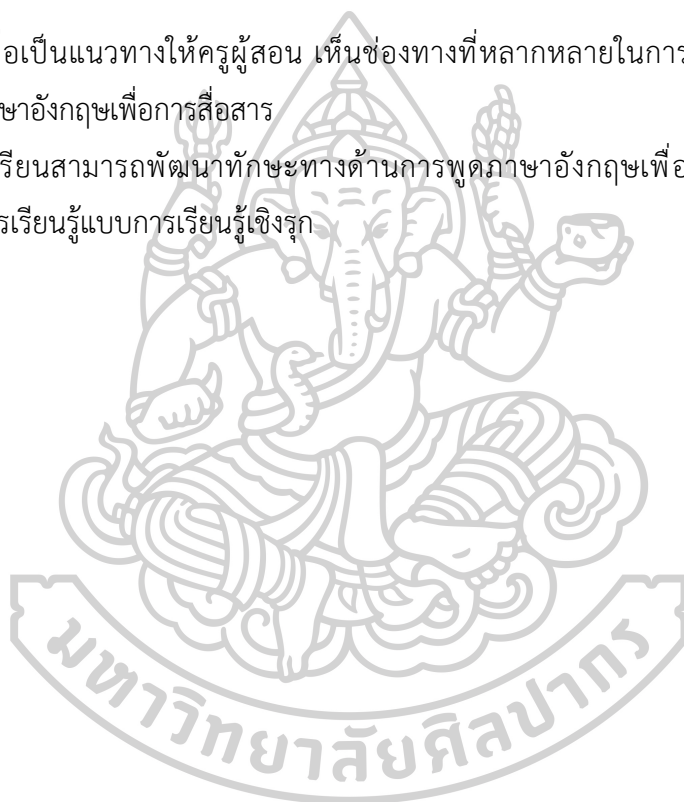 อเป็นแนวทางให้ครูผู้สอน เห็นช่องทางที่หลากหลายในการ
ษาอังกฤษเพื่อการสื่อสาร
เรียนสามารถพัฒนาทักษะทางด้านการพูดภาษาอังกฤษเพื่อ
รเรียนรู้แบบการเรียนรู้เชิงรุก
มหาวิทยาลัยศิลปากร